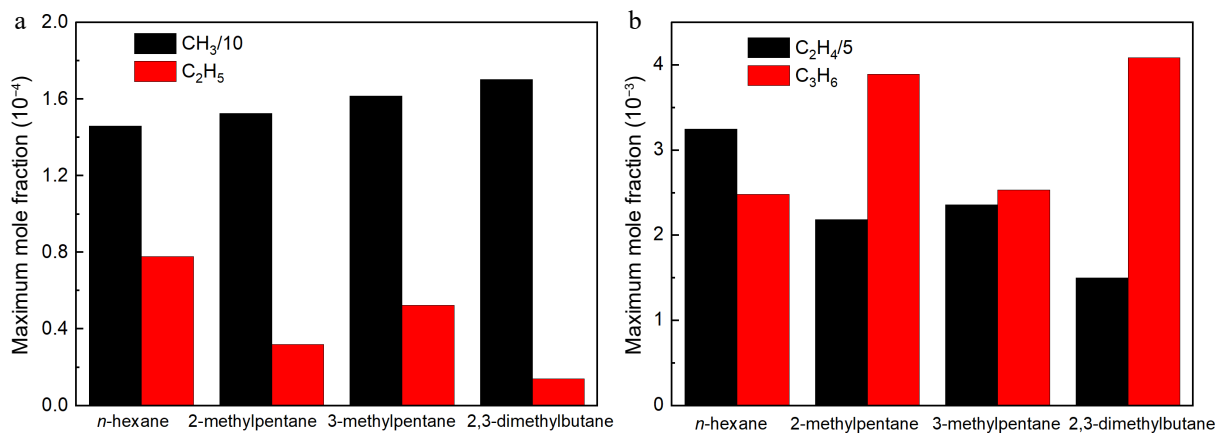 a
Maximum mole fraction (10⁻⁴)
2.0
1.6
1.2
0.8
0.4
0.0
CH₃/10
C₂H₅
n-hexane 2-methylpentane 3-methylpentane 2,3-dimethylbutane
b
Maximum mole fraction (10⁻³)
4
3
2
1
0
C₂H₄/5
C₃H₆
n-hexane 2-methylpentane 3-methylpentane 2,3-dimethylbutane